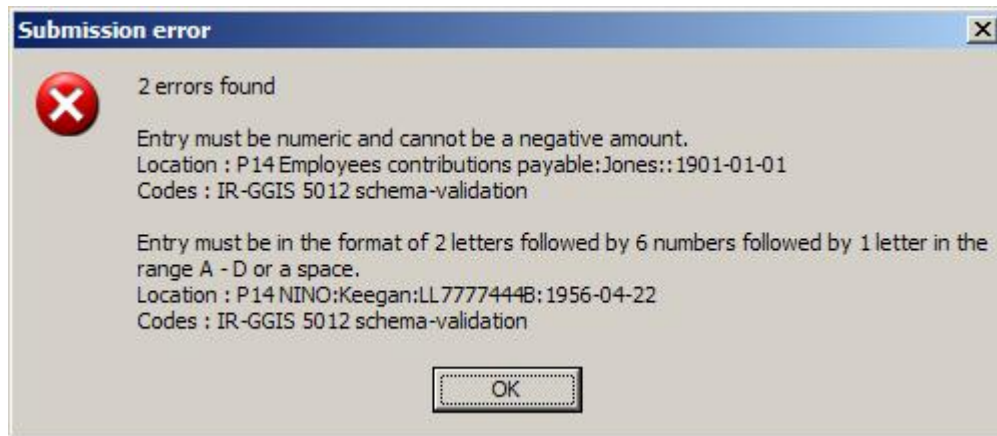 Submission error
2 errors found
Entry must be numeric and cannot be a negative amount.
Location : P14 Employees contributions payable:Jones::1901-01-01
Codes : IR-GGIS 5012 schema-validation
Entry must be in the format of 2 letters followed by 6 numbers followed by 1 letter in the
range A - D or a space.
Location : P14 NINO:Keegan:LL7777444B:1956-04-22
Codes : IR-GGIS 5012 schema-validation
OK